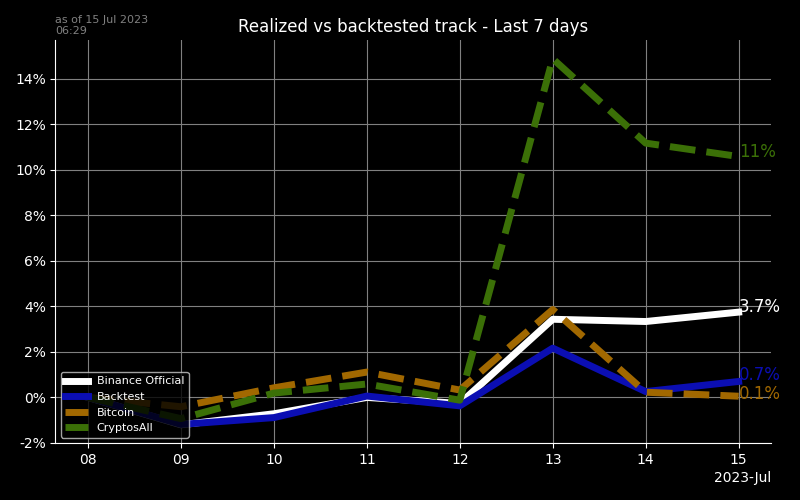 as of 15 Jul 2023
06:29
Realized vs backtested track - Last 7 days
14%
12%
10%
8%
6%
4%
2%
0%
-2%
11%
3.7%
0.7%
0.1%
Binance Official
Backtest
Bitcoin
CryptosAll
08 09 10 11 12 13 14 15
2023-Jul